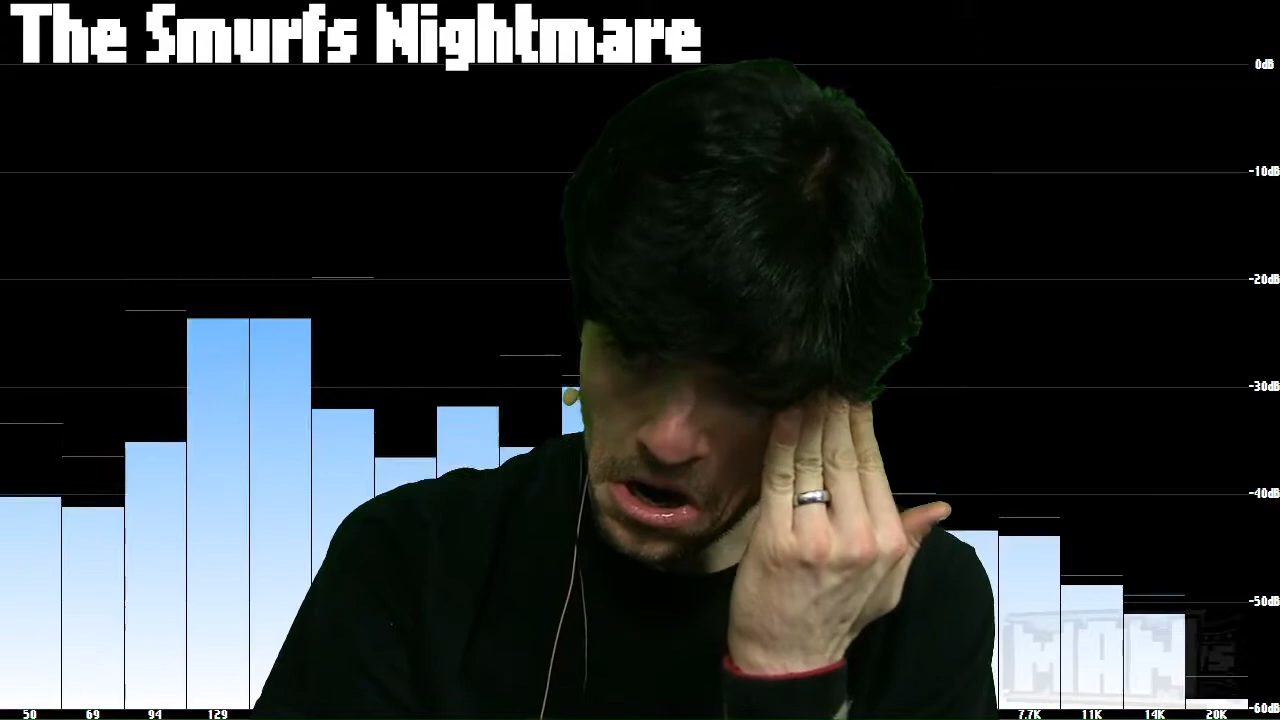 The Smurfs Nightmare
0dB
-10dB
-20dB
-30dB
-40dB
-50dB
MAN
-60dB
50 69 94 129 7.7K 11K 14K 20K